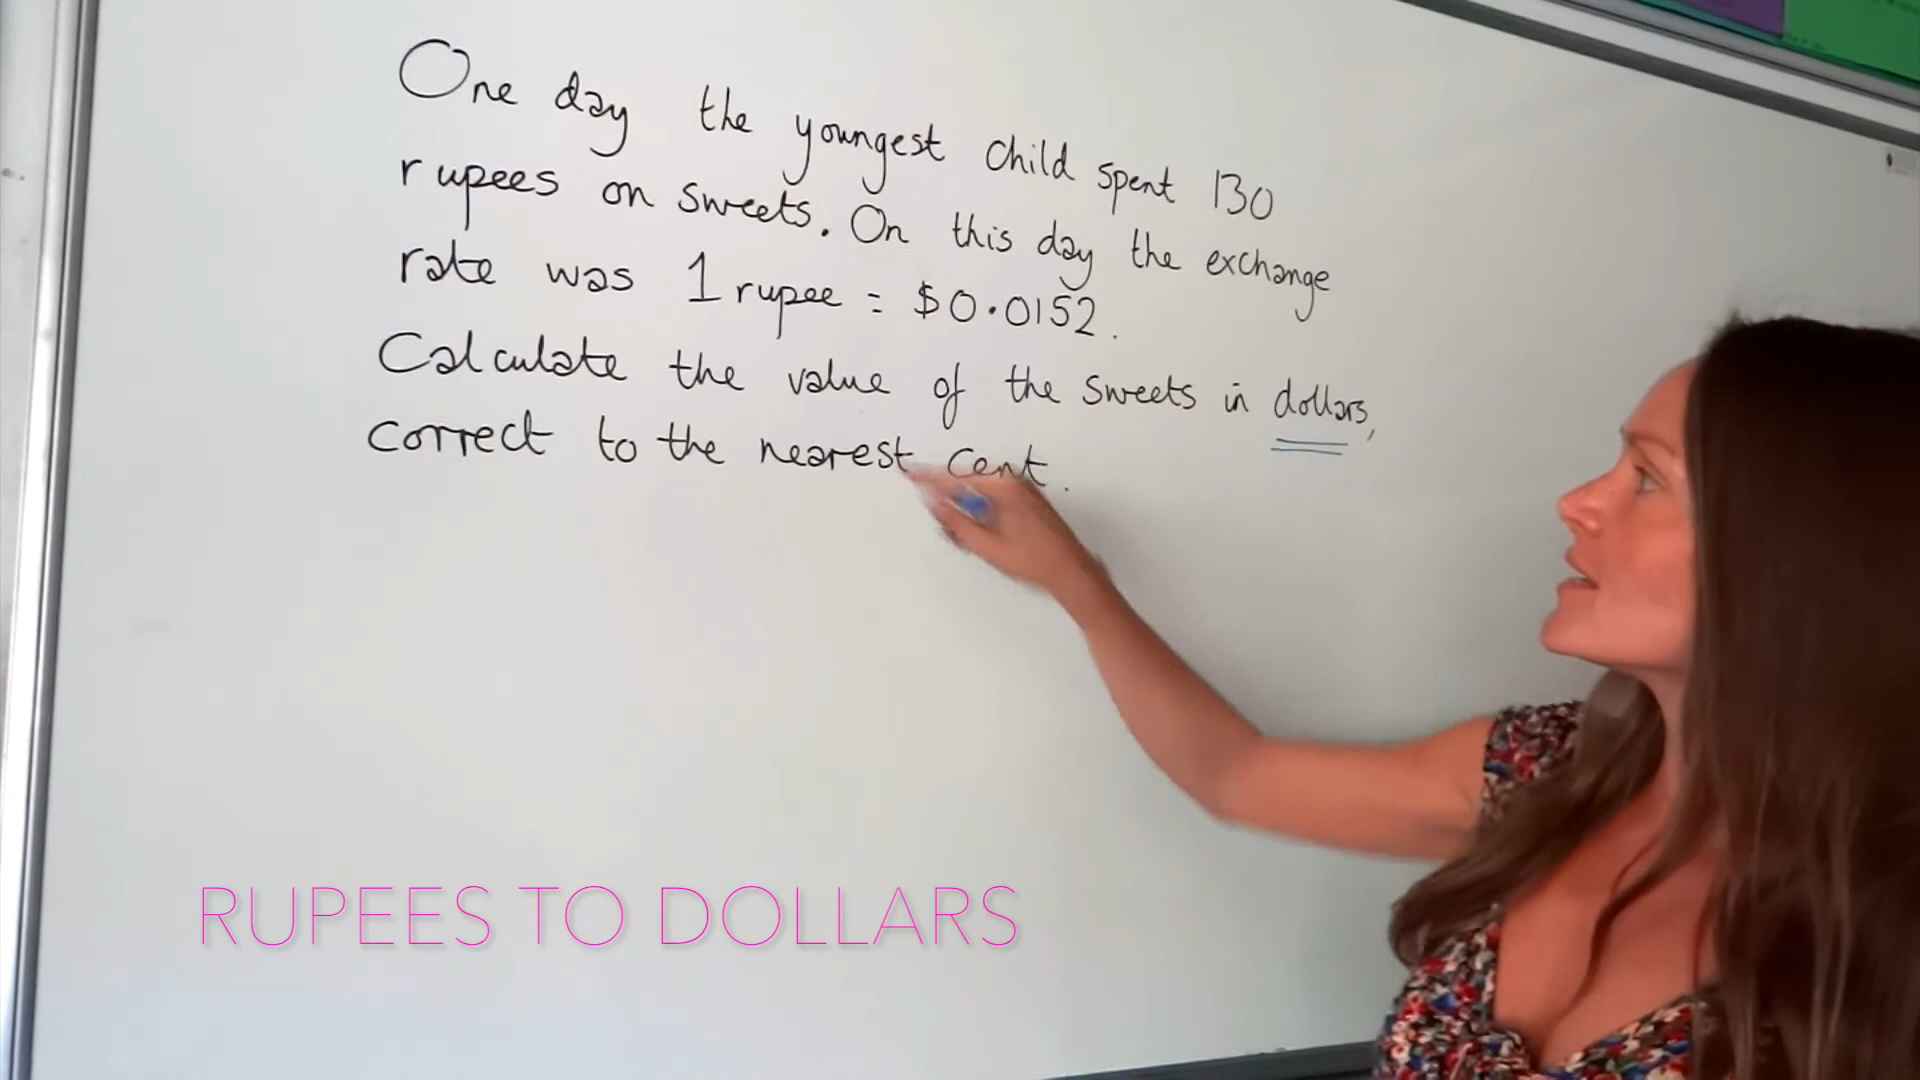 One day the youngest child spent 130
rupees on sweets. On this day the exchange
rate was 1 rupee = $0.0152.
Calculate the value of the sweets in dollars,
correct to the nearest cent.
RUPEES TO DOLLARS